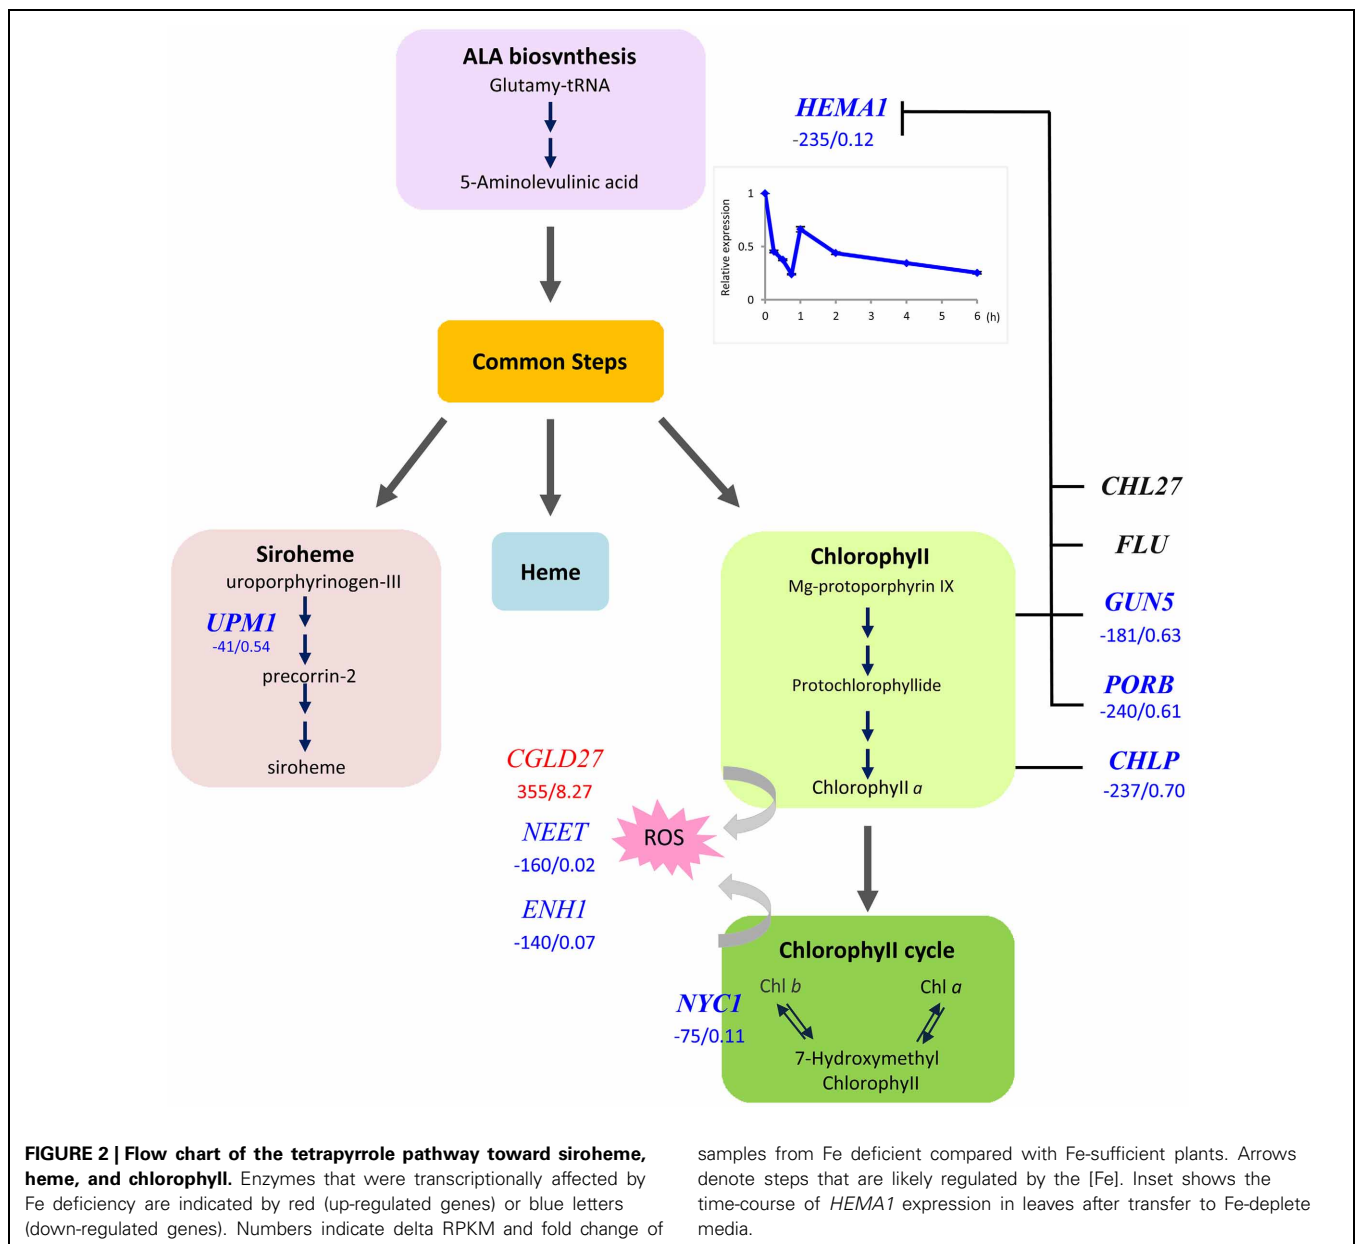 ALA biosynthesis
Glutamy-tRNA
5-Aminolevulinic acid
HEMA1
-235/0.12
Relative expression
1
0.5
0
0 1 2 3 4 5 6 (h)
Common Steps
CHL27
FLU
GUN5
-181/0.63
PORB
-240/0.61
CHLP
-237/0.70
Siroheme
uroporphyrinogen-III
UPM1
-41/0.54
precorrin-2
siroheme
Heme
Chlorophyll
Mg-protoporphyrin IX
Protochlorophyllide
Chlorophyll a
CGLD27
355/8.27
NEET
-160/0.02
ROS
ENH1
-140/0.07
Chlorophyll cycle
Chl b
Chl a
NYC1
-75/0.11
7-Hydroxymethyl
Chlorophyll
FIGURE 2 | Flow chart of the tetrapyrrole pathway toward siroheme,
heme, and chlorophyll. Enzymes that were transcriptionally affected by
Fe deficiency are indicated by red (up-regulated genes) or blue letters
(down-regulated genes). Numbers indicate delta RPKM and fold change of
samples from Fe deficient compared with Fe-sufficient plants. Arrows
denote steps that are likely regulated by the [Fe]. Inset shows the
time-course of HEMA1 expression in leaves after transfer to Fe-deplete
media.